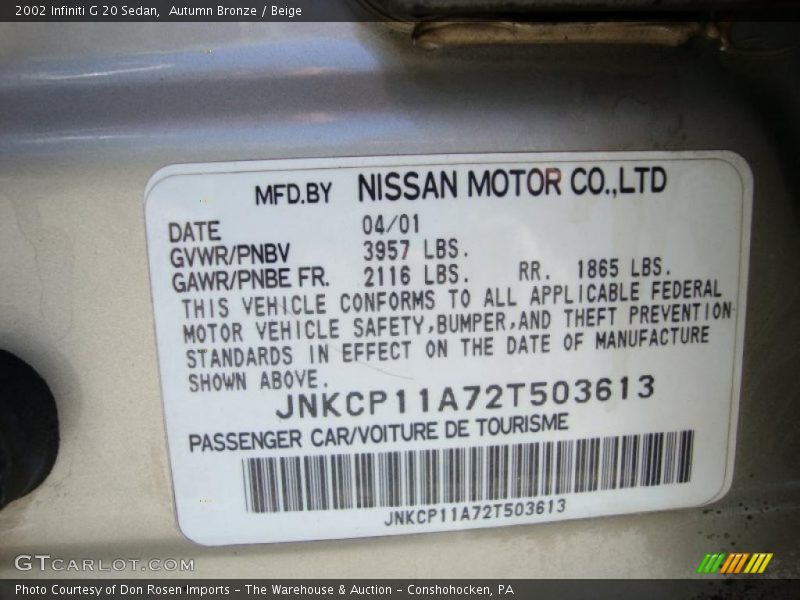 2002 Infiniti G 20 Sedan,  Autumn Bronze / Beige
MFD.BY NISSAN MOTOR CO.,LTD
DATE 04/01
GVWR/PNBV 3957 LBS.
GAWR/PNBE FR. 2116 LBS. RR. 1865 LBS.
THIS VEHICLE CONFORMS TO ALL APPLICABLE FEDERAL
MOTOR VEHICLE SAFETY,BUMPER,AND THEFT PREVENTION
STANDARDS IN EFFECT ON THE DATE OF MANUFACTURE
SHOWN ABOVE.
JNKCP11A72T503613
PASSENGER CAR/VOITURE DE TOURISME
JNKCP11A72T503613
GTCARLOT.COM
Photo Courtesy of Don Rosen Imports – The Warehouse & Auction – Conshohocken, PA